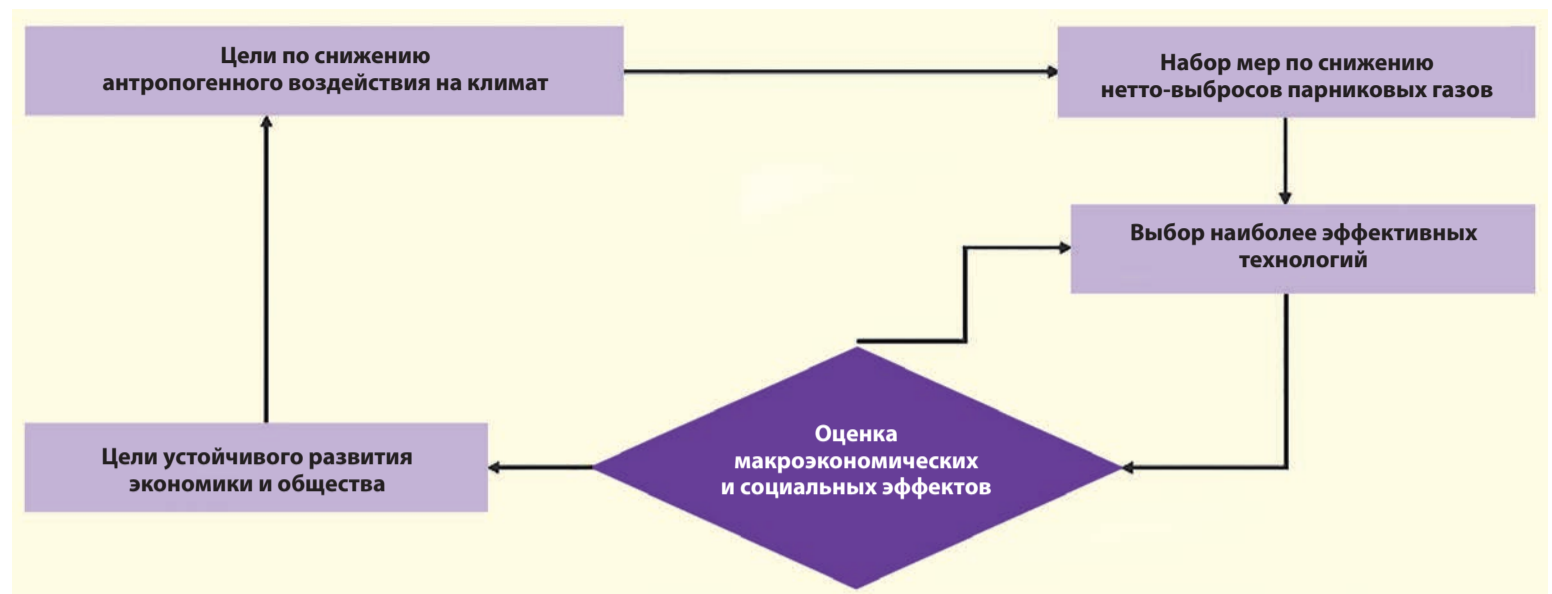 Цели по снижению
антропогенного воздействия на климат
Набор мер по снижению
нетто-выбросов парниковых газов
Выбор наиболее эффективных
технологий
Оценка
макроэкономических
и социальных эффектов
Цели устойчивого развития
экономики и общества